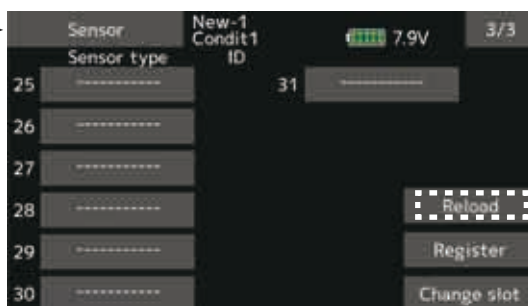 Sensor New-1 Condit1 7.9V 3/3
Sensor type ID
25 ----------- 31 -----------
26 -----------
27 -----------
28 ----------- Reload
29 ----------- Register
30 ----------- Change slot